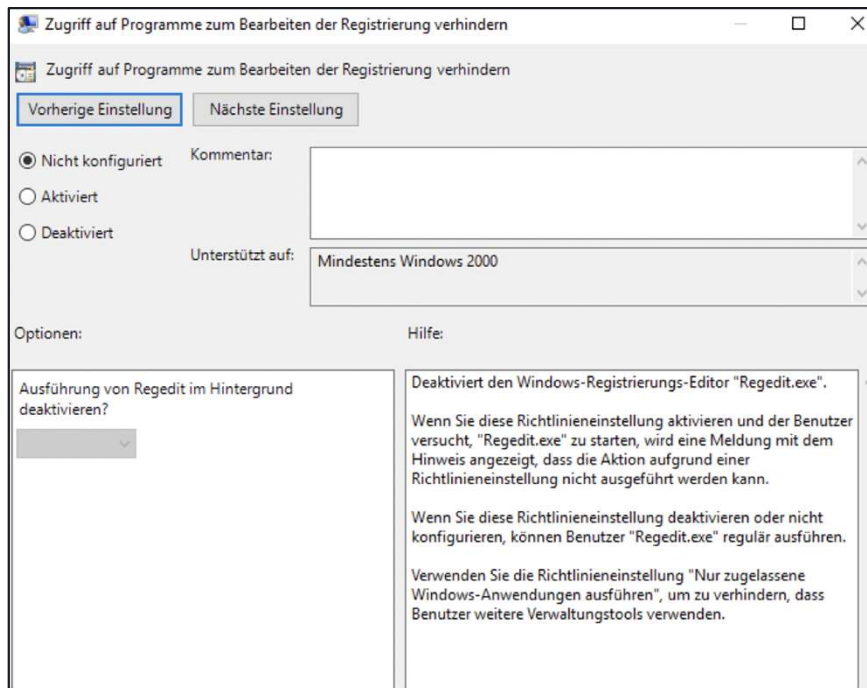 Zugriff auf Programme zum Bearbeiten der Registrierung verhindern
Zugriff auf Programme zum Bearbeiten der Registrierung verhindern
Vorherige Einstellung
Nächste Einstellung
Nicht konfiguriert
Kommentar:
Aktiviert
Deaktiviert
Unterstützt auf:
Mindestens Windows 2000
Optionen:
Hilfe:
Ausführung von Regedit im Hintergrund
deaktivieren?
Deaktiviert den Windows-Registrierungs-Editor "Regedit.exe".
Wenn Sie diese Richtlinieneinstellung aktivieren und der Benutzer
versucht, "Regedit.exe" zu starten, wird eine Meldung mit dem
Hinweis angezeigt, dass die Aktion aufgrund einer
Richtlinieneinstellung nicht ausgeführt werden kann.
Wenn Sie diese Richtlinieneinstellung deaktivieren oder nicht
konfigurieren, können Benutzer "Regedit.exe" regulär ausführen.
Verwenden Sie die Richtlinieneinstellung "Nur zugelassene
Windows-Anwendungen ausführen", um zu verhindern, dass
Benutzer weitere Verwaltungstools verwenden.